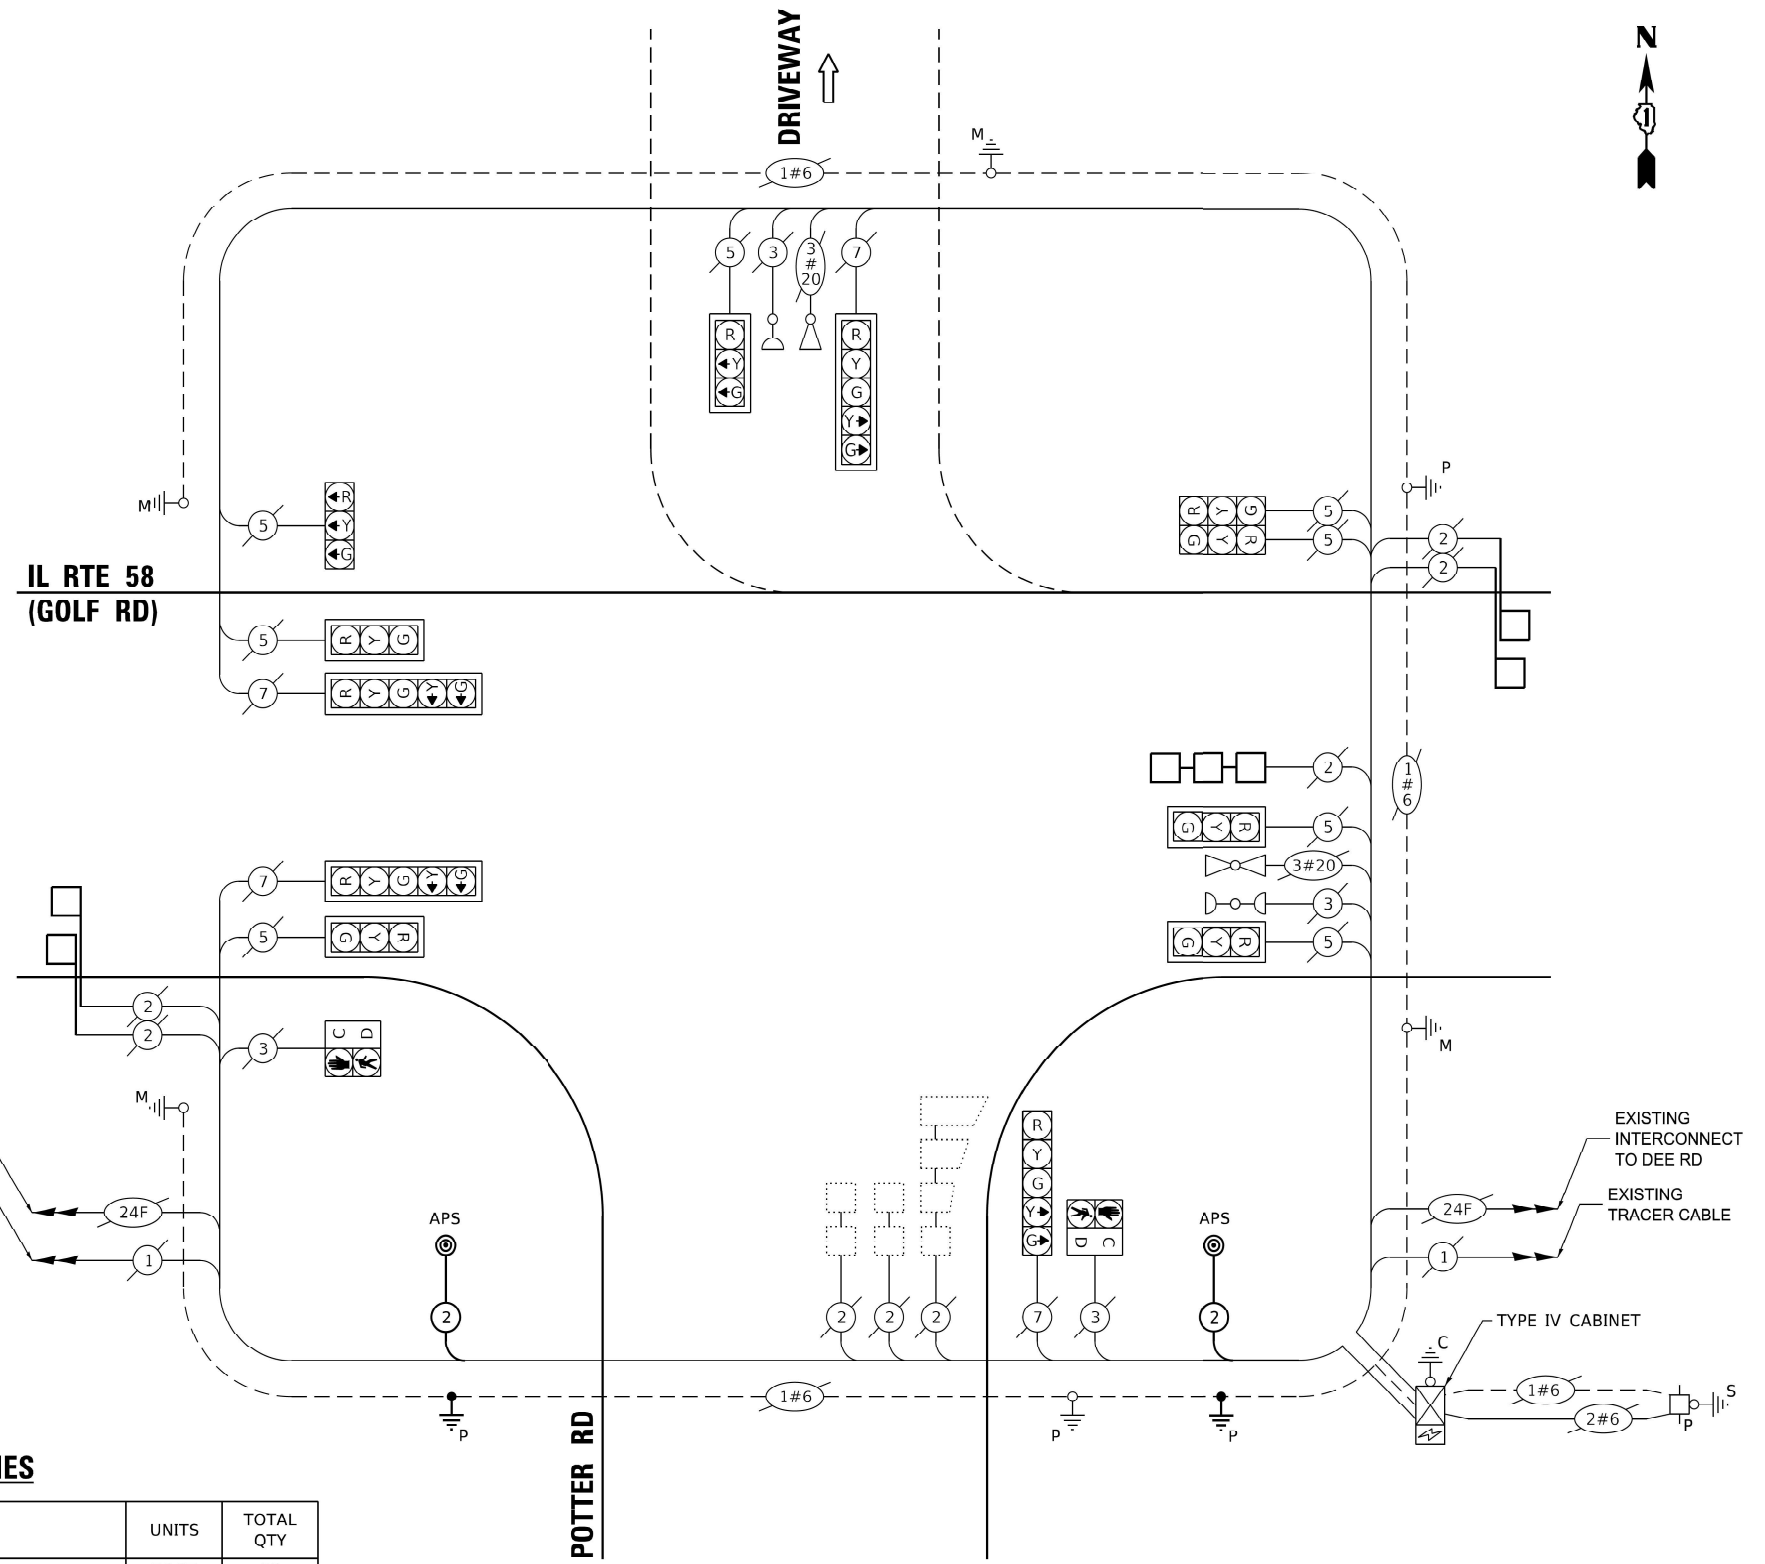 DRIVEWAY
N
1
M
1#6
5
3
3
#
20
7
R
Y
G
R
Y
G
Y
G
M
5
R
Y
G
P
R Y G
G Y R
5
5
2
2
IL RTE 58
(GOLF RD)
5
R Y G
7
R Y G Y G
2
1
#
6
G Y R
5
3#20
3
G Y R
5
7
R Y G Y G
5
G Y R
2
2
3
C D
M
M
24F
1
APS
2
2
2
2
R
Y
G
Y
G
7
D C
3
APS
2
24F
1
EXISTING
INTERCONNECT
TO DEE RD
EXISTING
TRACER CABLE
TYPE IV CABINET
C
1#6
2#6
P
S
1#6
P
P
P
POTTER RD
IES
UNITS
TOTAL
QTY